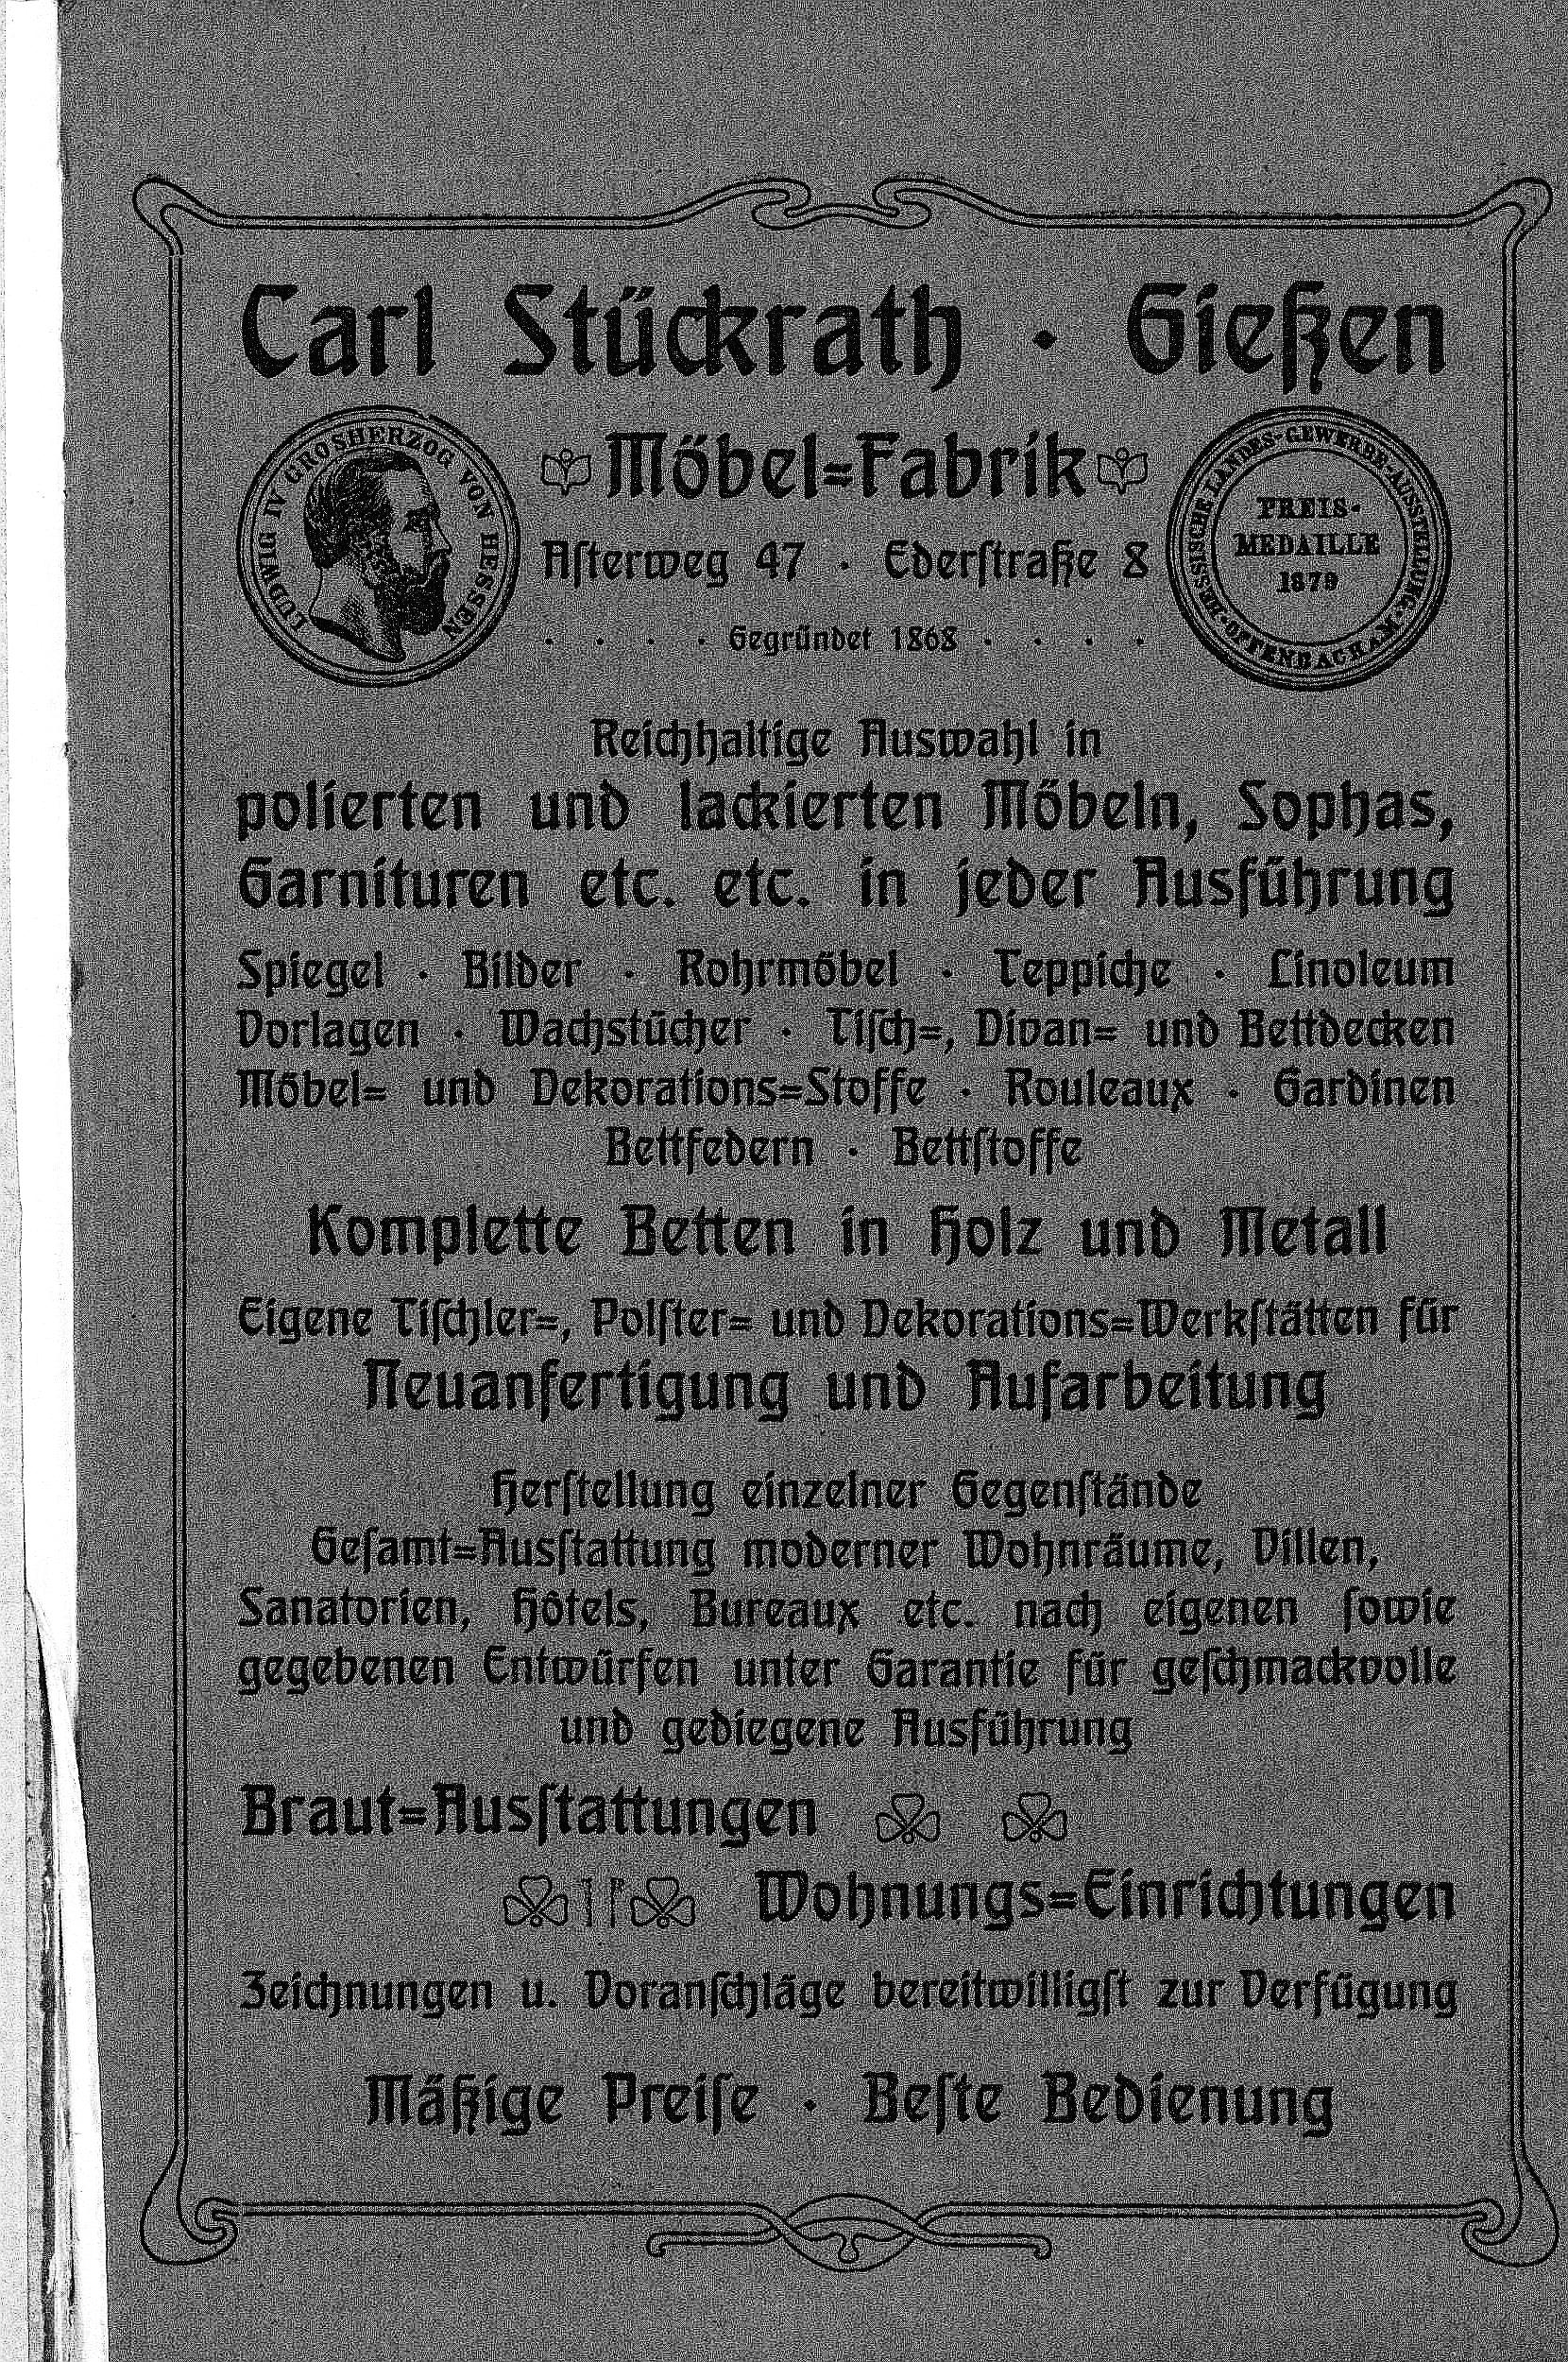 Carl Stückrath · Gießen
LUDWIG IV GROSHERZOG VON HESSEN
Möbel=Fabrik
HESSISCHE LANDES-GEWERBE-AUSSTELLUNG · OFFENBACH A/M
PREIS-
MEDAILLE
1879
Aſterweg 47 · Ederſtraße 8
. . . . Gegründet 1868 . . . .
Reichhaltige Auswahl in
polierten und lackierten Möbeln, Sophas,
Garnituren etc. etc. in jeder Ausführung
Spiegel · Bilder · Rohrmöbel · Teppiche · Linoleum
Vorlagen · Wachstücher · Tiſch=, Divan= und Bettdecken
Möbel= und Dekorations=Stoffe · Rouleaux · Gardinen
Bettfedern · Bettſtoffe
Komplette Betten in Holz und Metall
Eigene Tiſchler=, Polſter= und Dekorations=Werkſtätten für
Neuanfertigung und Aufarbeitung
Herſtellung einzelner Gegenſtände
Geſamt=Ausſtattung moderner Wohnräume, Villen,
Sanatorien, Hôtels, Bureaux etc. nach eigenen ſowie
gegebenen Entwürfen unter Garantie für geſchmackvolle
und gediegene Ausführung
Braut=Ausſtattungen
Wohnungs=Einrichtungen
Zeichnungen u. Voranſchläge bereitwilligſt zur Verfügung
Mäßige Preiſe · Beſte Bedienung